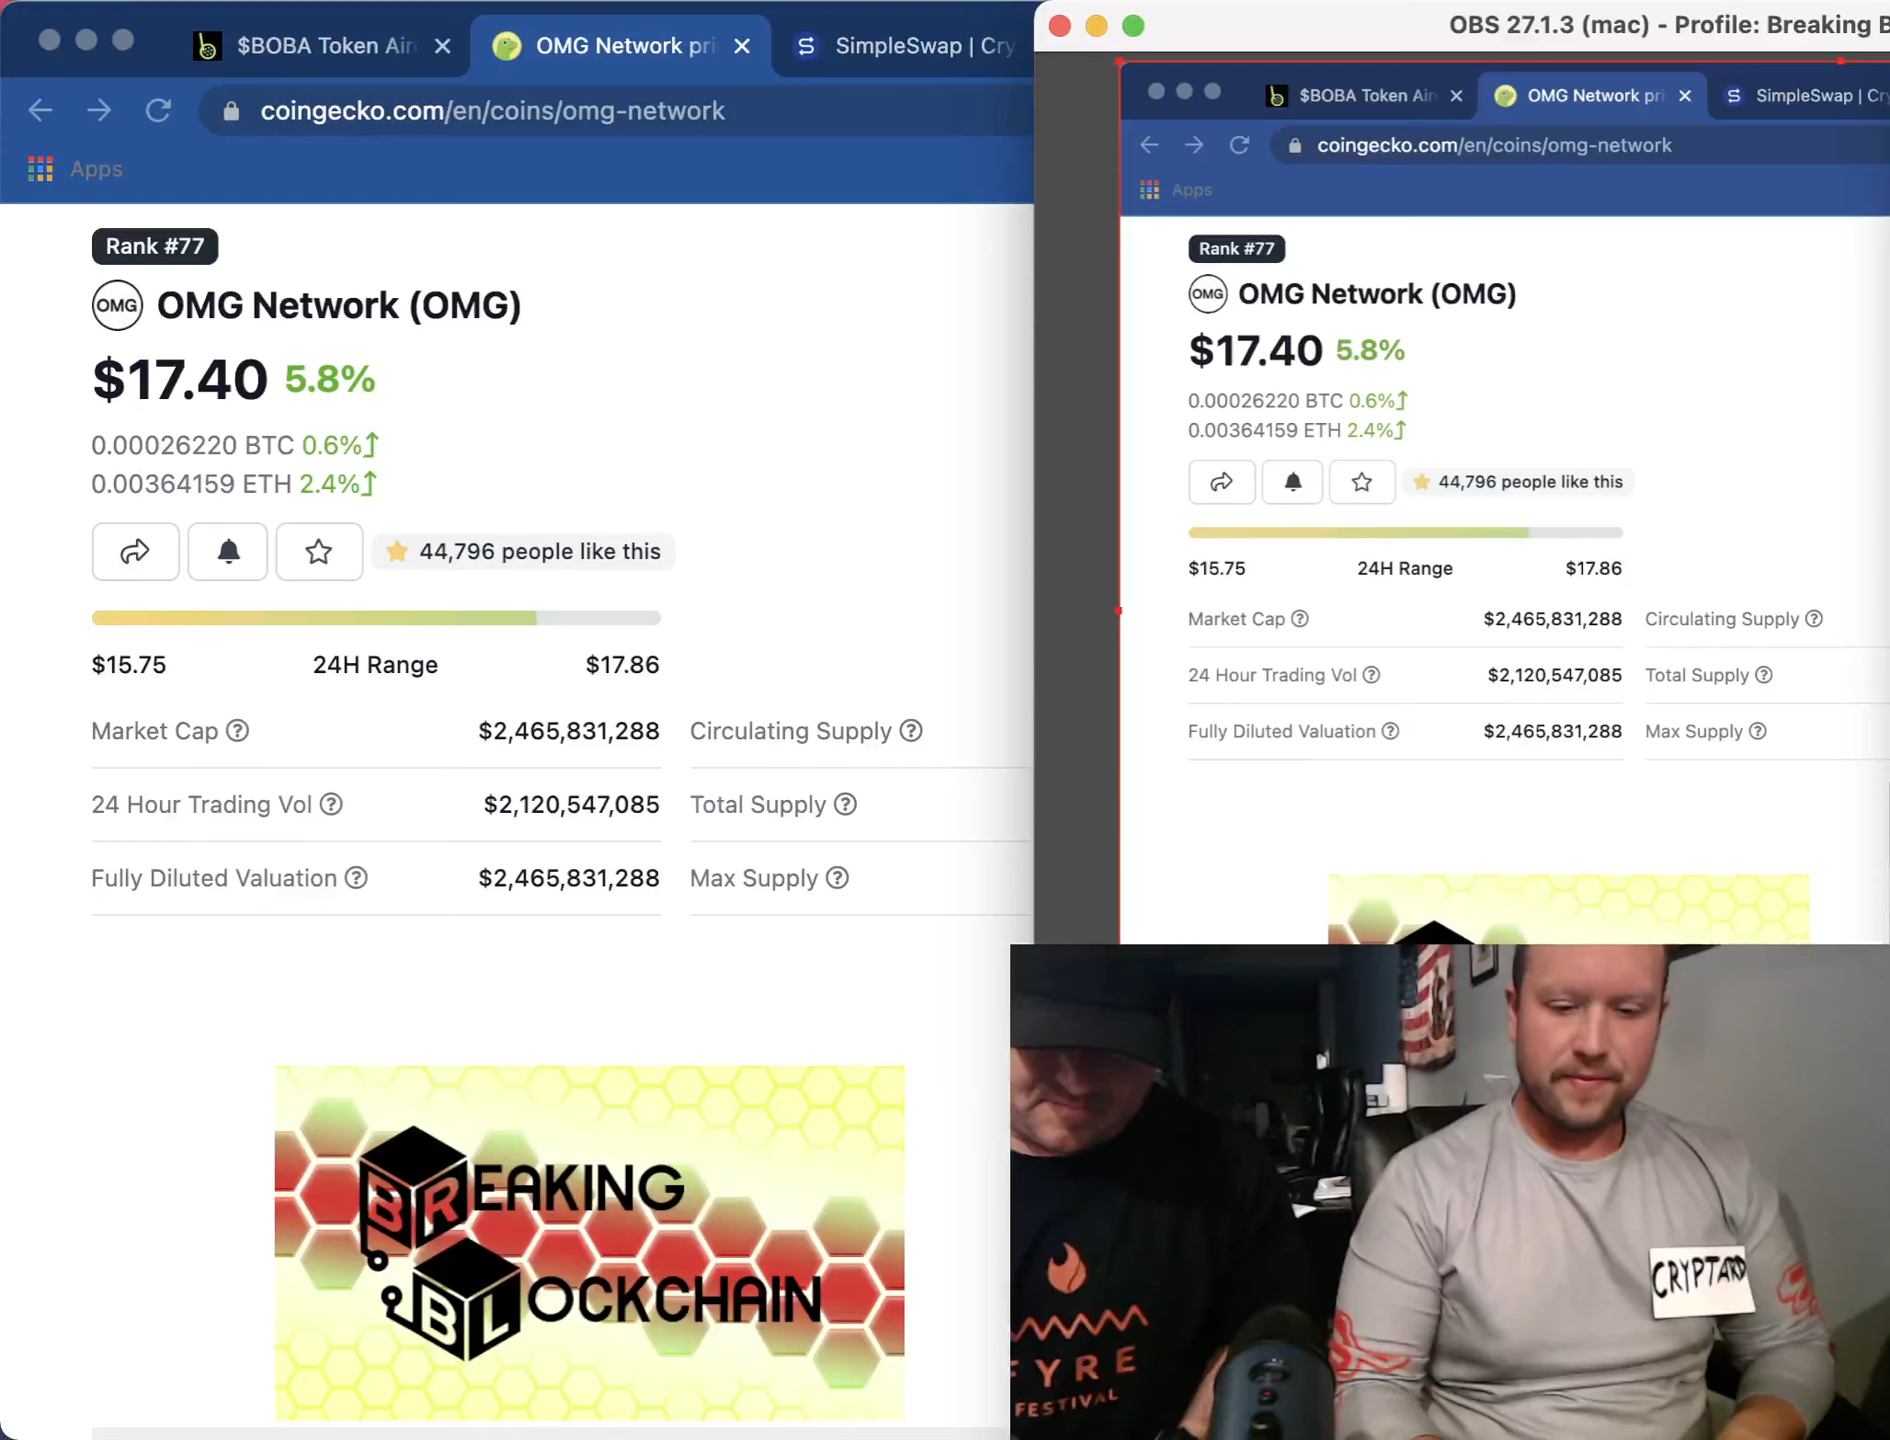 $BOBA Token Air
OMG Network pri
SimpleSwap | Cry
coingecko.com/en/coins/omg-network
Apps
Rank #77
OMG
OMG Network (OMG)
$17.40 5.8%
0.00026220 BTC 0.6%
0.00364159 ETH 2.4%
44,796 people like this
$15.75 24H Range $17.86
Market Cap $2,465,831,288 Circulating Supply
24 Hour Trading Vol $2,120,547,085 Total Supply
Fully Diluted Valuation $2,465,831,288 Max Supply
BREAKING
BLOCKCHAIN
OBS 27.1.3 (mac) - Profile: Breaking B
$BOBA Token Air
OMG Network pri
SimpleSwap | Cry
coingecko.com/en/coins/omg-network
Apps
Rank #77
OMG
OMG Network (OMG)
$17.40 5.8%
0.00026220 BTC 0.6%
0.00364159 ETH 2.4%
44,796 people like this
$15.75 24H Range $17.86
Market Cap $2,465,831,288 Circulating Supply
24 Hour Trading Vol $2,120,547,085 Total Supply
Fully Diluted Valuation $2,465,831,288 Max Supply
CRYPTARD
FYRE
FESTIVAL